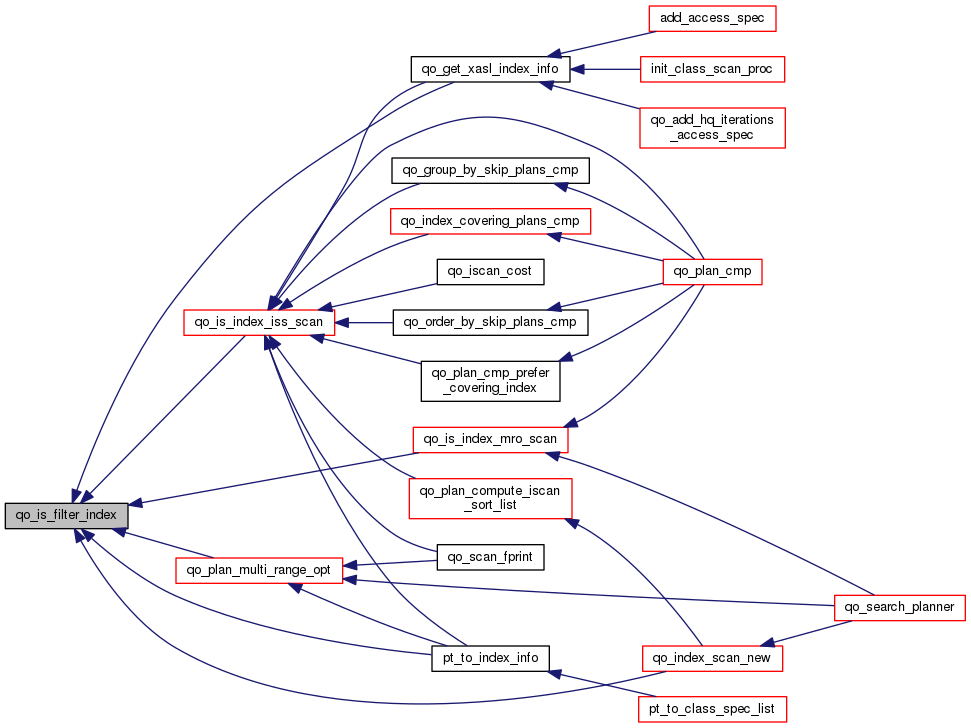 add_access_spec
qo_get_xasl_index_info
init_class_scan_proc
qo_add_hq_iterations
_access_spec
qo_group_by_skip_plans_cmp
qo_index_covering_plans_cmp
qo_iscan_cost
qo_plan_cmp
qo_is_index_iss_scan
qo_order_by_skip_plans_cmp
qo_plan_cmp_prefer
_covering_index
qo_is_index_mro_scan
qo_plan_compute_iscan
_sort_list
qo_is_filter_index
qo_scan_fprint
qo_plan_multi_range_opt
qo_search_planner
pt_to_index_info
qo_index_scan_new
pt_to_class_spec_list